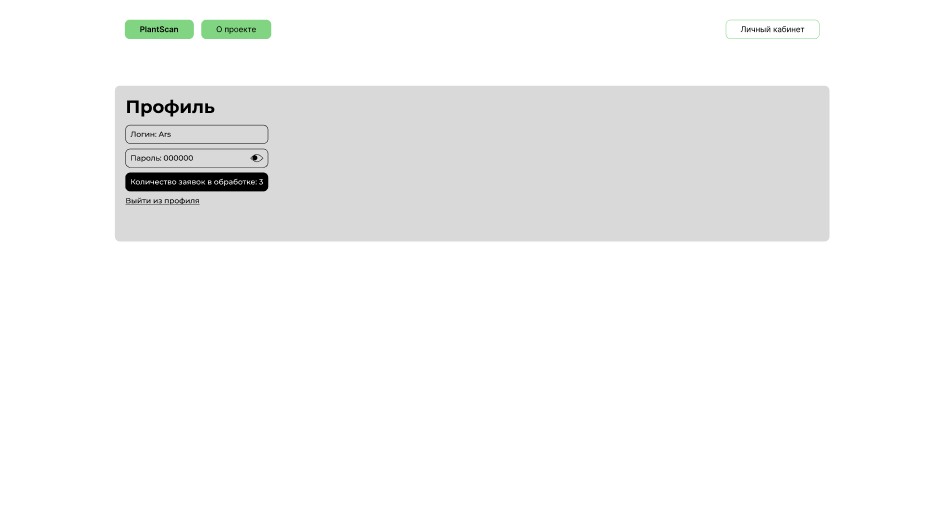 PlantScan
О проекте
Личный кабинет
Профиль
Логин: Ars
Пароль: 000000
Количество заявок в обработке: 3
Выйти из профиля